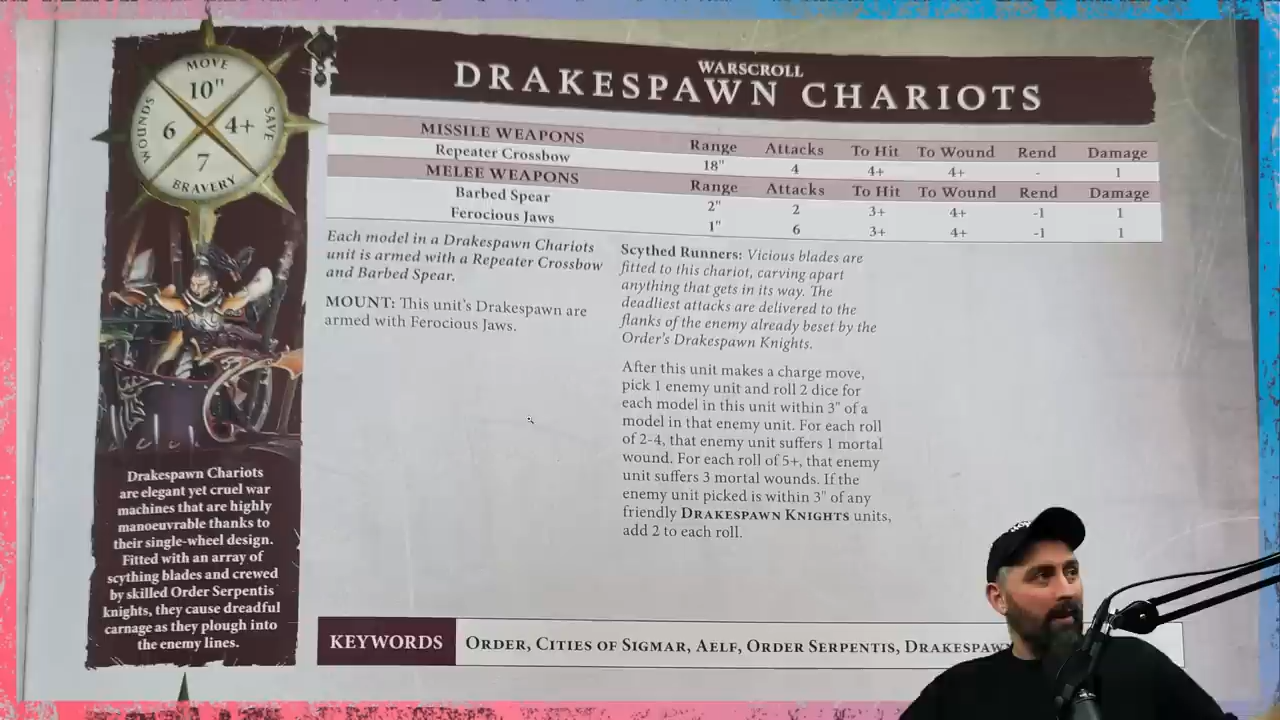 MOVE
10"
WOUNDS
6
4+
SAVE
7
BRAVERY
WARSCROLL
DRAKESPAWN CHARIOTS
MISSILE WEAPONS Range Attacks To Hit To Wound Rend Damage
Repeater Crossbow 18" 4 4+ 4+ - 1
MELEE WEAPONS Range Attacks To Hit To Wound Rend Damage
Barbed Spear 2" 2 3+ 4+ -1 1
Ferocious Jaws 1" 6 3+ 4+ -1 1
Each model in a Drakespawn Chariots
unit is armed with a Repeater Crossbow
and Barbed Spear.
MOUNT: This unit's Drakespawn are
armed with Ferocious Jaws.
Scythed Runners: Vicious blades are
fitted to this chariot, carving apart
anything that gets in its way. The
deadliest attacks are delivered to the
flanks of the enemy already beset by the
Order's Drakespawn Knights.
After this unit makes a charge move,
pick 1 enemy unit and roll 2 dice for
each model in this unit within 3" of a
model in that enemy unit. For each roll
of 2-4, that enemy unit suffers 1 mortal
wound. For each roll of 5+, that enemy
unit suffers 3 mortal wounds. If the
enemy unit picked is within 3" of any
friendly DRAKESPAWN KNIGHTS units,
add 2 to each roll.
Drakespawn Chariots
are elegant yet cruel war
machines that are highly
manoeuvrable thanks to
their single-wheel design.
Fitted with an array of
scything blades and crewed
by skilled Order Serpentis
knights, they cause dreadful
carnage as they plough into
the enemy lines.
KEYWORDS ORDER, CITIES OF SIGMAR, AELF, ORDER SERPENTIS, DRAKESPAW